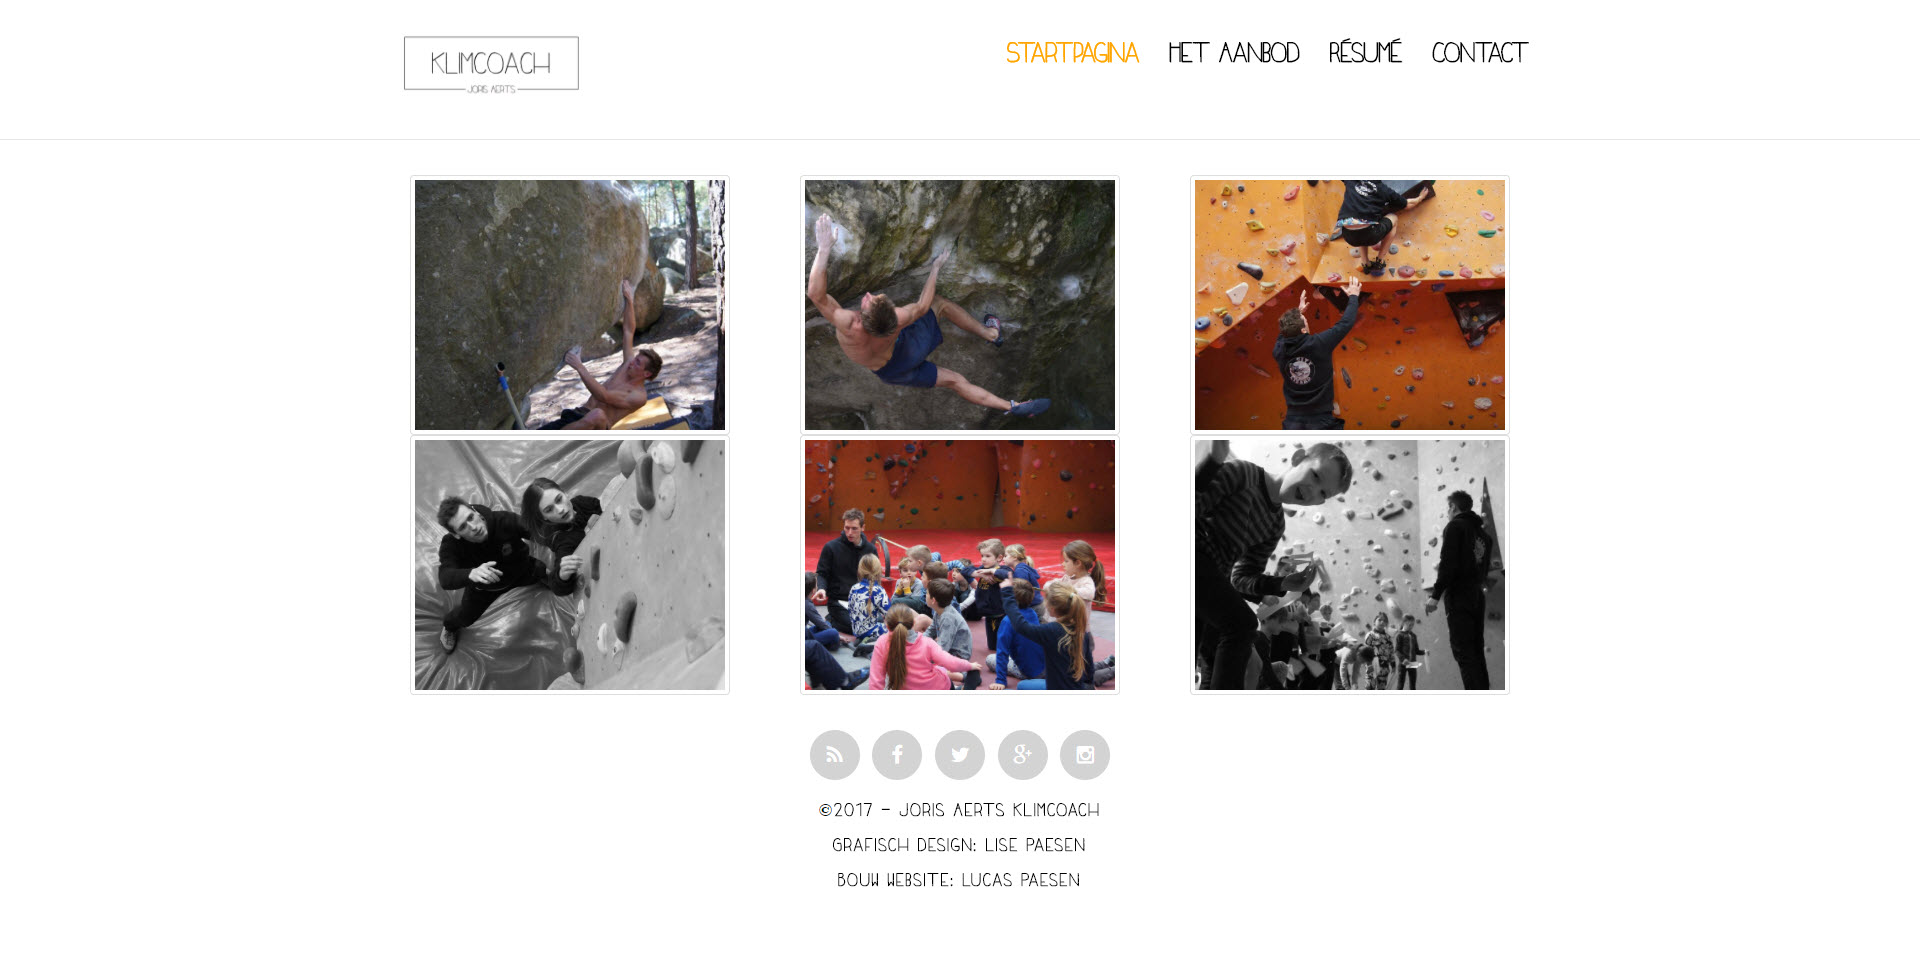 KLIMCOACH
JORIS AERTS
STARTPAGINA HET AANBOD RÉSUMÉ CONTACT
©2017 - JORIS AERTS KLIMCOACH
GRAFISCH DESIGN: LISE PAESEN
BOUW WEBSITE: LUCAS PAESEN